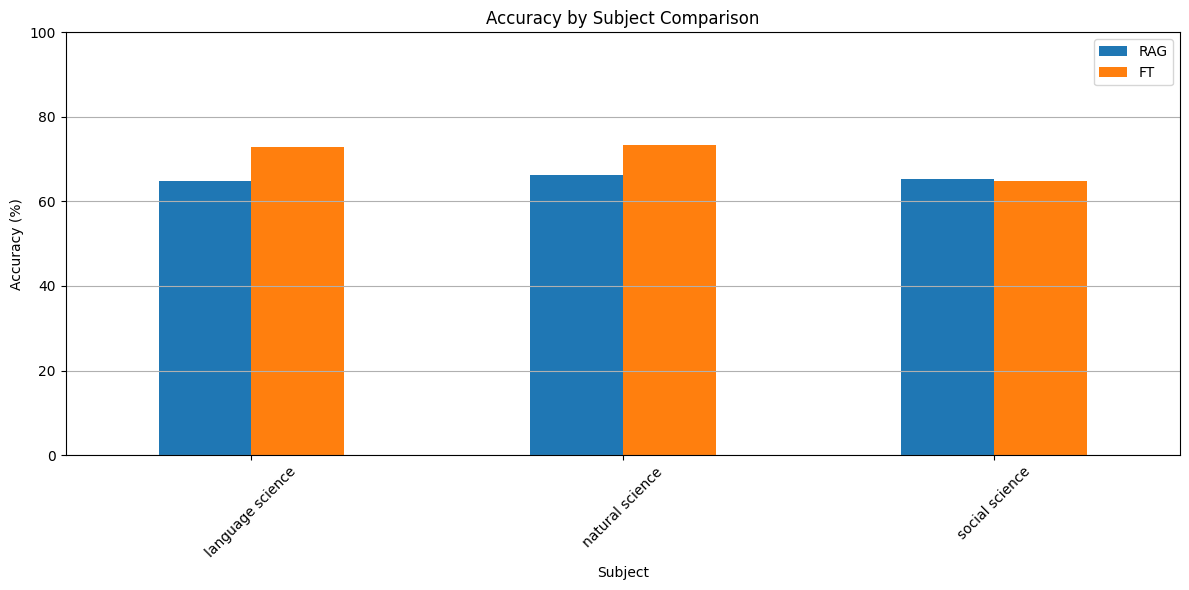 Accuracy by Subject Comparison
100
80
60
40
20
0
Accuracy (%)
RAG
FT
language science
natural science
social science
Subject